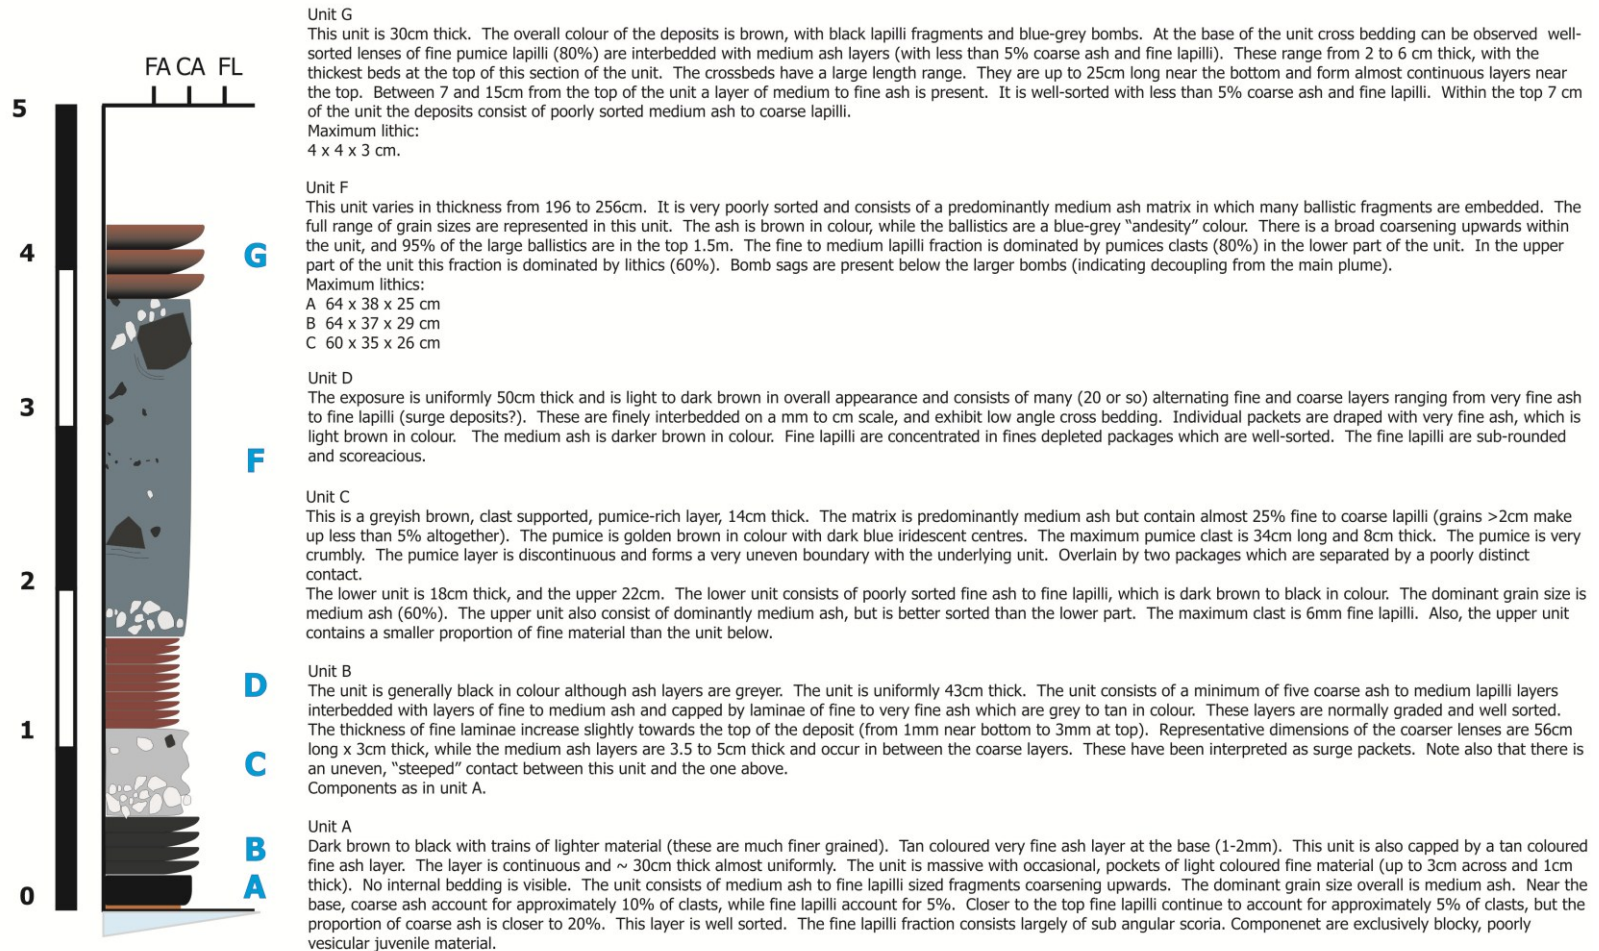 FA CA FL
5
4
3
2
1
0
G
F
D
C
B
A
Unit G
This unit is 30cm thick. The overall colour of the deposits is brown, with black lapilli fragments and blue-grey bombs. At the base of the unit cross bedding can be observed well-
sorted lenses of fine pumice lapilli (80%) are interbedded with medium ash layers (with less than 5% coarse ash and fine lapilli). These range from 2 to 6 cm thick, with the
thickest beds at the top of this section of the unit. The crossbeds have a large length range. They are up to 25cm long near the bottom and form almost continuous layers near
the top. Between 7 and 15cm from the top of the unit a layer of medium to fine ash is present. It is well-sorted with less than 5% coarse ash and fine lapilli. Within the top 7 cm
of the unit the deposits consist of poorly sorted medium ash to coarse lapilli.
Maximum lithic:
4 x 4 x 3 cm.
Unit F
This unit varies in thickness from 196 to 256cm. It is very poorly sorted and consists of a predominantly medium ash matrix in which many ballistic fragments are embedded. The
full range of grain sizes are represented in this unit. The ash is brown in colour, while the ballistics are a blue-grey “andesity” colour. There is a broad coarsening upwards within
the unit, and 95% of the large ballistics are in the top 1.5m. The fine to medium lapilli fraction is dominated by pumices clasts (80%) in the lower part of the unit. In the upper
part of the unit this fraction is dominated by lithics (60%). Bomb sags are present below the larger bombs (indicating decoupling from the main plume).
Maximum lithics:
A 64 x 38 x 25 cm
B 64 x 37 x 29 cm
C 60 x 35 x 26 cm
Unit D
The exposure is uniformly 50cm thick and is light to dark brown in overall appearance and consists of many (20 or so) alternating fine and coarse layers ranging from very fine ash
to fine lapilli (surge deposits?). These are finely interbedded on a mm to cm scale, and exhibit low angle cross bedding. Individual packets are draped with very fine ash, which is
light brown in colour. The medium ash is darker brown in colour. Fine lapilli are concentrated in fines depleted packages which are well-sorted. The fine lapilli are sub-rounded
and scoreacious.
Unit C
This is a greyish brown, clast supported, pumice-rich layer, 14cm thick. The matrix is predominantly medium ash but contain almost 25% fine to coarse lapilli (grains >2cm make
up less than 5% altogether). The pumice is golden brown in colour with dark blue iridescent centres. The maximum pumice clast is 34cm long and 8cm thick. The pumice is very
crumbly. The pumice layer is discontinuous and forms a very uneven boundary with the underlying unit. Overlain by two packages which are separated by a poorly distinct
contact.
The lower unit is 18cm thick, and the upper 22cm. The lower unit consists of poorly sorted fine ash to fine lapilli, which is dark brown to black in colour. The dominant grain size is
medium ash (60%). The upper unit also consist of dominantly medium ash, but is better sorted than the lower part. The maximum clast is 6mm fine lapilli. Also, the upper unit
contains a smaller proportion of fine material than the unit below.
Unit B
The unit is generally black in colour although ash layers are greyer. The unit is uniformly 43cm thick. The unit consists of a minimum of five coarse ash to medium lapilli layers
interbedded with layers of fine to medium ash and capped by laminae of fine to very fine ash which are grey to tan in colour. These layers are normally graded and well sorted.
The thickness of fine laminae increase slightly towards the top of the deposit (from 1mm near bottom to 3mm at top). Representative dimensions of the coarser lenses are 56cm
long x 3cm thick, while the medium ash layers are 3.5 to 5cm thick and occur in between the coarse layers. These have been interpreted as surge packets. Note also that there is
an uneven, “steeped” contact between this unit and the one above.
Components as in unit A.
Unit A
Dark brown to black with trains of lighter material (these are much finer grained). Tan coloured very fine ash layer at the base (1-2mm). This unit is also capped by a tan coloured
fine ash layer. The layer is continuous and ~ 30cm thick almost uniformly. The unit is massive with occasional, pockets of light coloured fine material (up to 3cm across and 1cm
thick). No internal bedding is visible. The unit consists of medium ash to fine lapilli sized fragments coarsening upwards. The dominant grain size overall is medium ash. Near the
base, coarse ash account for approximately 10% of clasts, while fine lapilli account for 5%. Closer to the top fine lapilli continue to account for approximately 5% of clasts, but the
proportion of coarse ash is closer to 20%. This layer is well sorted. The fine lapilli fraction consists largely of sub angular scoria. Componenet are exclusively blocky, poorly
vesicular juvenile material.